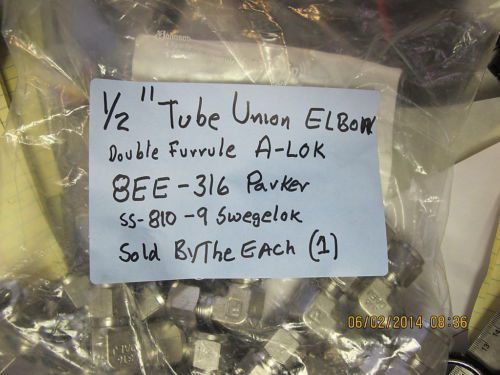 Johnson
1/2" Tube Union Elbow
Double Furrule A-LOK
8EE-316 Parker
SS-810-9 Swegelok
Sold By The Each (1)
06/02/2014 08:36